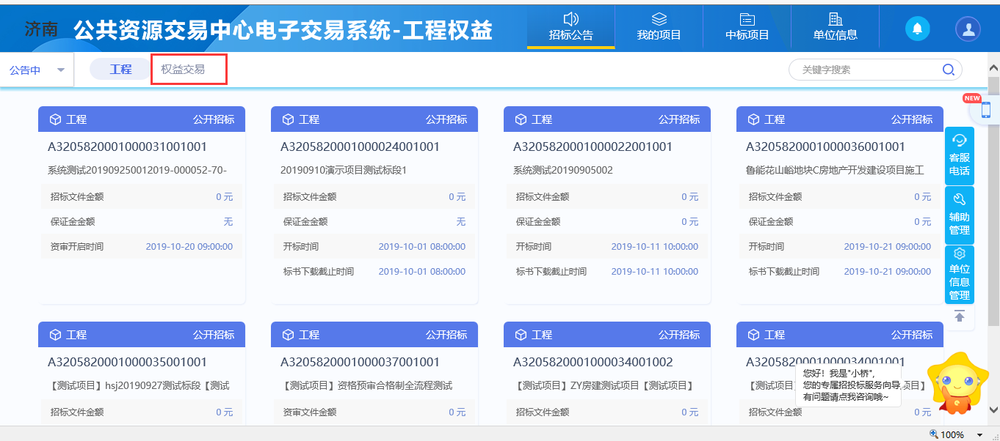 济南 公共资源交易中心电子交易系统-工程权益
招标公告 我的项目 中标项目 单位信息
公告中 工程 权益交易 关键字搜索
NEW
工程 公开招标
A3205820001000031001001
系统测试201909250012019-000052-70-
招标文件金额 0 元
保证金金额 无
资审开启时间 2019-10-20 09:00:00
工程 公开招标
A3205820001000024001001
20190910演示项目测试标段1
招标文件金额 0 元
保证金金额 无
开标时间 2019-10-01 08:00:00
标书下载截止时间 2019-10-01 08:00:00
工程 公开招标
A3205820001000022001001
系统测试20190905002
招标文件金额 0 元
保证金金额 0 元
开标时间 2019-10-11 10:00:00
标书下载截止时间 2019-10-11 10:00:00
工程 公开招标
A3205820001000036001001
鲁能花山峪地块C房地产开发建设项目施工
招标文件金额 0 元
保证金金额 0 元
开标时间 2019-10-21 09:00:00
标书下载截止时间 2019-10-21 09:00:00
客服
电话
辅助
管理
单位
信息
管理
工程 公开招标
A3205820001000035001001
【测试项目】hsj20190927测试标段【测试
招标文件金额 0 元
工程 公开招标
A3205820001000037001001
【测试项目】资格预审合格制全流程测试
资审文件金额 0 元
工程 公开招标
A3205820001000034001002
【测试项目】ZY房建测试项目【测试项目】
招标文件金额 0 元
工程 公开招标
A3205820001000034001001
【测试项目 项目】
招标文件金额 0 元
您好！我是"小桥",
您的专属招投标服务向导,
有问题请点我咨询哦~
100%